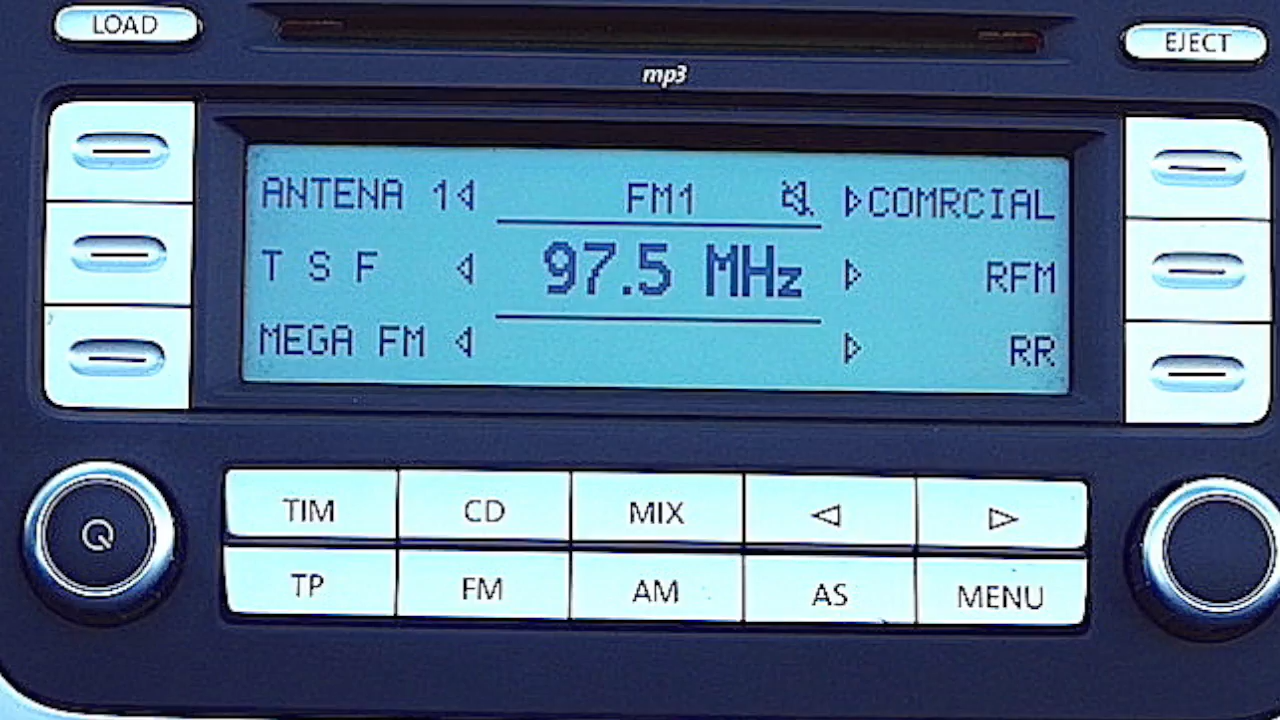 LOAD
EJECT
mp3
ANTENA 1 FM1 COMRCIAL
T S F 97.5 MHz RFM
MEGA FM RR
TIM CD MIX
TP FM AM AS MENU